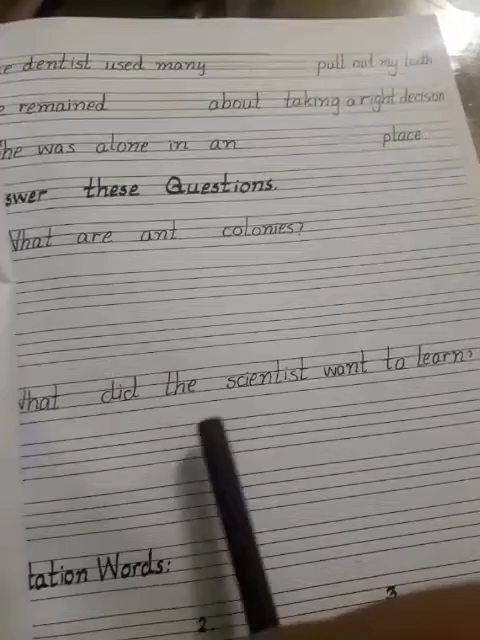 e dentist used many pull out my tooth
remained about taking a right decision
he was alone in an place
swer these Questions.
What are ant colonies?
What did the scientist want to learn?
tation Words:
2. 3